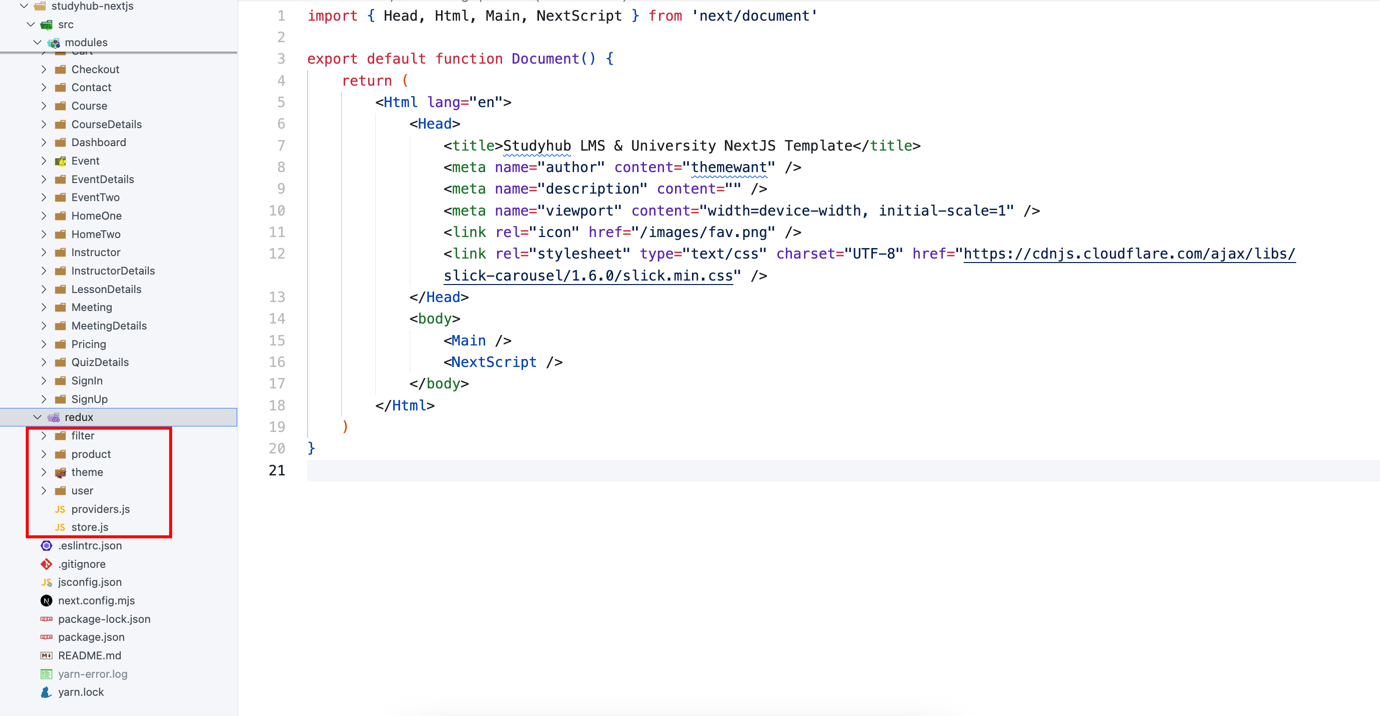 studyhub-nextjs
src
modules
Cart
Checkout
Contact
Course
CourseDetails
Dashboard
Event
EventDetails
EventTwo
HomeOne
HomeTwo
Instructor
InstructorDetails
LessonDetails
Meeting
MeetingDetails
Pricing
QuizDetails
SignIn
SignUp
redux
filter
product
theme
user
JS providers.js
JS store.js
.eslintrc.json
.gitignore
JS jsconfig.json
N next.config.mjs
package-lock.json
package.json
README.md
yarn-error.log
yarn.lock
1 import { Head, Html, Main, NextScript } from 'next/document'
2
3 export default function Document() {
4 return (
5 <Html lang="en">
6 <Head>
7 <title>Studyhub LMS & University NextJS Template</title>
8 <meta name="author" content="themewant" />
9 <meta name="description" content="" />
10 <meta name="viewport" content="width=device-width, initial-scale=1" />
11 <link rel="icon" href="/images/fav.png" />
12 <link rel="stylesheet" type="text/css" charset="UTF-8" href="https://cdnjs.cloudflare.com/ajax/libs/
slick-carousel/1.6.0/slick.min.css" />
13 </Head>
14 <body>
15 <Main />
16 <NextScript />
17 </body>
18 </Html>
19 )
20 }
21